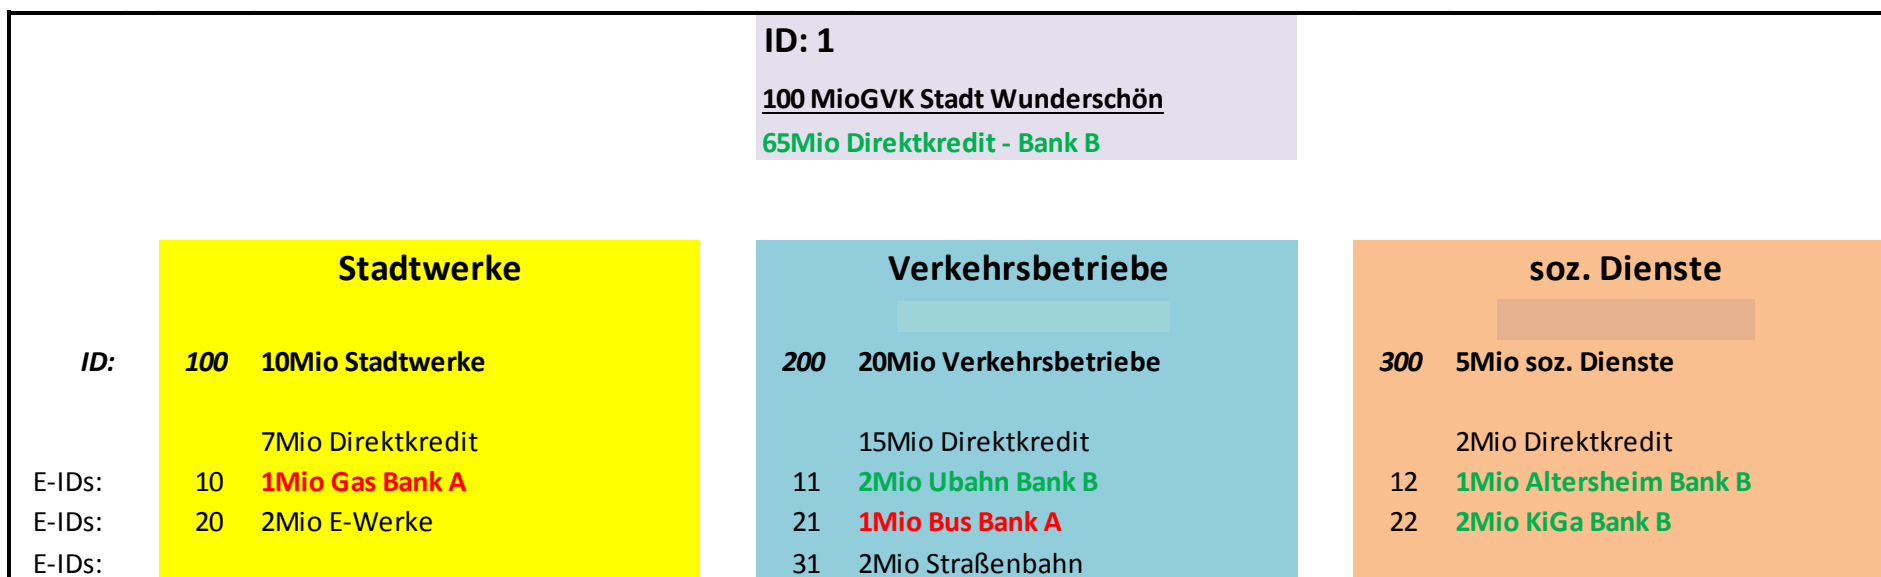 ID: 1
100 MioGVK Stadt Wunderschön
65Mio Direktkredit - Bank B
Stadtwerke Verkehrsbetriebe soz. Dienste
ID: 100 10Mio Stadtwerke 200 20Mio Verkehrsbetriebe 300 5Mio soz. Dienste
7Mio Direktkredit 15Mio Direktkredit 2Mio Direktkredit
E-IDs: 10 1Mio Gas Bank A 11 2Mio Ubahn Bank B 12 1Mio Altersheim Bank B
E-IDs: 20 2Mio E-Werke 21 1Mio Bus Bank A 22 2Mio KiGa Bank B
E-IDs: 31 2Mio Straßenbahn